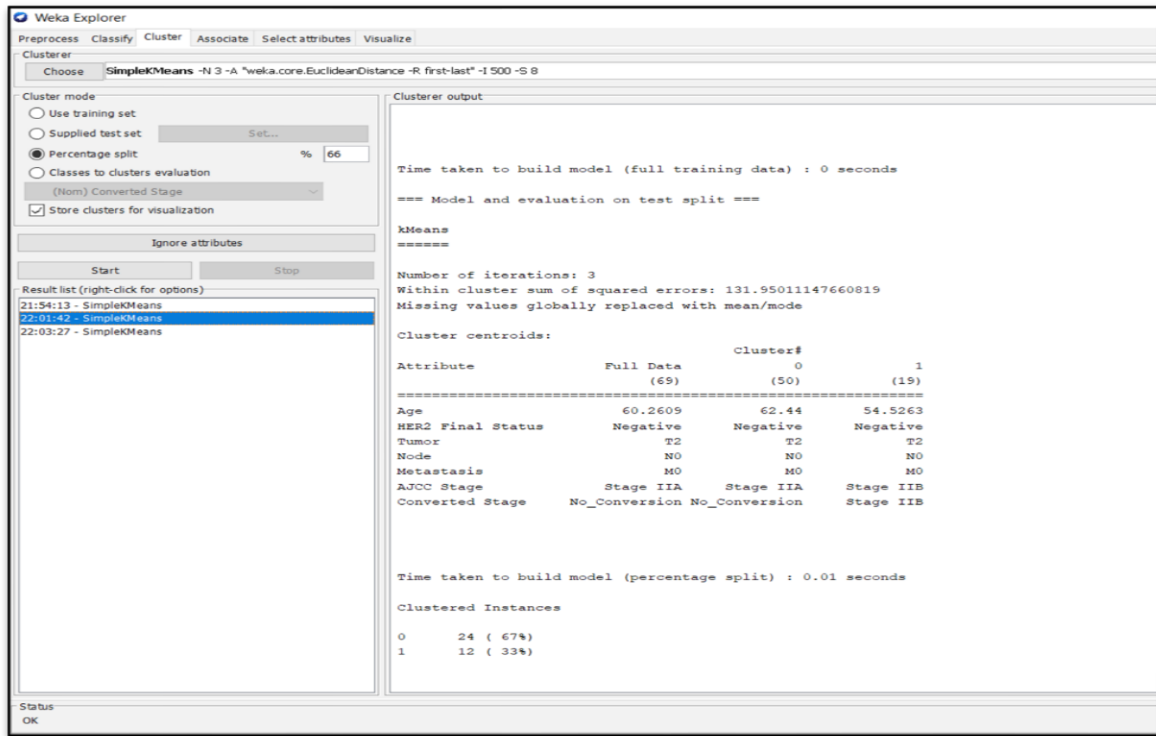 Weka Explorer
Preprocess Classify Cluster Associate Select attributes Visualize
Clusterer
Choose SimpleKMeans -N 3 -A "weka.core.EuclideanDistance -R first-last" -I 500 -S 8
Cluster mode
Use training set
Supplied test set Set...
Percentage split % 66
Classes to clusters evaluation
(Nom) Converted Stage
Store clusters for visualization
Ignore attributes
Start Stop
Result list (right-click for options)
21:54:13 - SimpleKMeans
22:01:42 - SimpleKMeans
22:03:27 - SimpleKMeans
Clusterer output
Time taken to build model (full training data) : 0 seconds
=== Model and evaluation on test split ===
kMeans
======
Number of iterations: 3
Within cluster sum of squared errors: 131.95011147660819
Missing values globally replaced with mean/mode
Cluster centroids:
Cluster#
Attribute Full Data 0 1
(69) (50) (19)
================================================================
Age 60.2609 62.44 54.5263
HER2 Final Status Negative Negative Negative
Tumor T2 T2 T2
Node N0 N0 N0
Metastasis M0 M0 M0
AJCC Stage Stage IIA Stage IIA Stage IIB
Converted Stage No_Conversion No_Conversion Stage IIB
Time taken to build model (percentage split) : 0.01 seconds
Clustered Instances
0 24 ( 67%)
1 12 ( 33%)
Status
OK